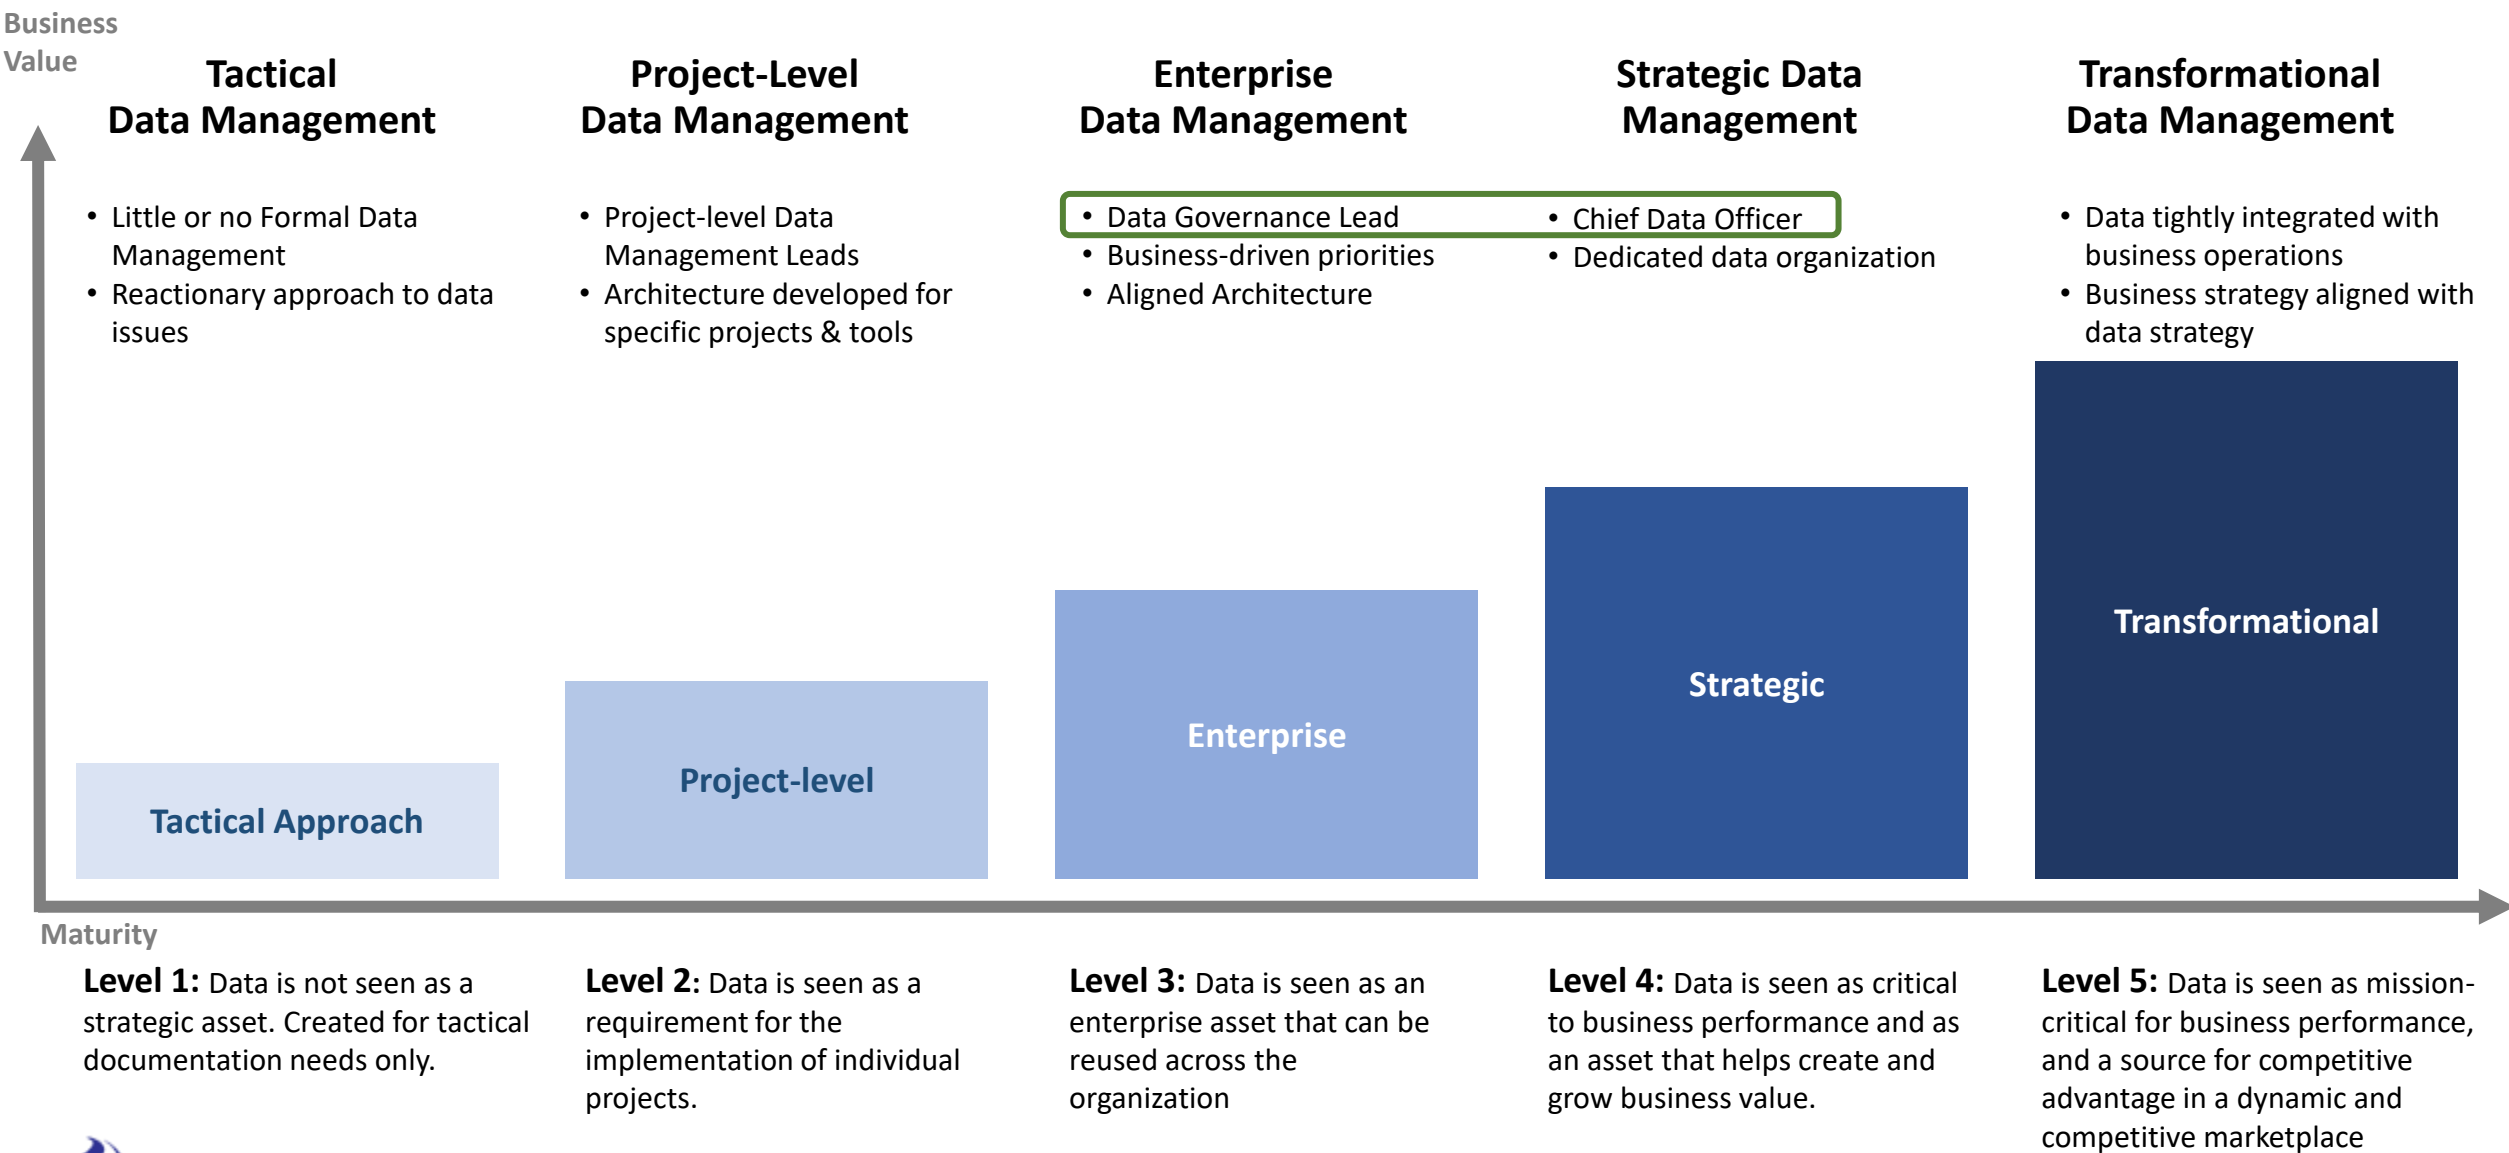 Business
Value
Tactical
Data Management
Project-Level
Data Management
Enterprise
Data Management
Strategic Data
Management
Transformational
Data Management
• Little or no Formal Data
Management
• Reactionary approach to data
issues
• Project-level Data
Management Leads
• Architecture developed for
specific projects & tools
• Data Governance Lead
• Business-driven priorities
• Aligned Architecture
• Chief Data Officer
• Dedicated data organization
• Data tightly integrated with
business operations
• Business strategy aligned with
data strategy
Tactical Approach
Project-level
Enterprise
Strategic
Transformational
Maturity
Level 1: Data is not seen as a
strategic asset. Created for tactical
documentation needs only.
Level 2: Data is seen as a
requirement for the
implementation of individual
projects.
Level 3: Data is seen as an
enterprise asset that can be
reused across the
organization
Level 4: Data is seen as critical
to business performance and as
an asset that helps create and
grow business value.
Level 5: Data is seen as mission-
critical for business performance,
and a source for competitive
advantage in a dynamic and
competitive marketplace